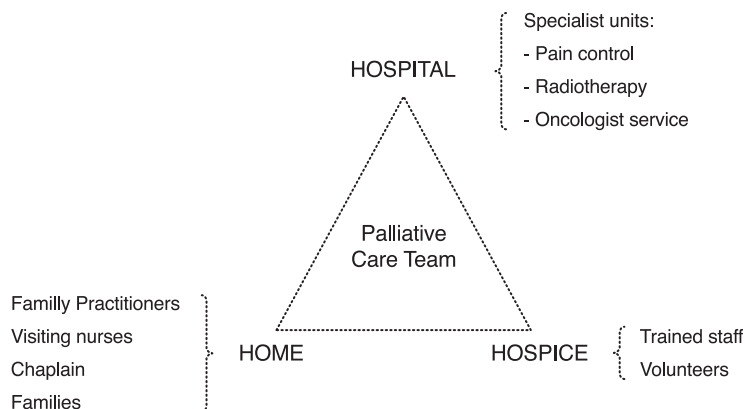 Specialist units:
- Pain control
HOSPITAL
- Radiotherapy
- Oncologist service
Palliative
Care Team
Familly Practitioners
Visiting nurses
Chaplain
Families
HOME
HOSPICE
Trained staff
Volunteers